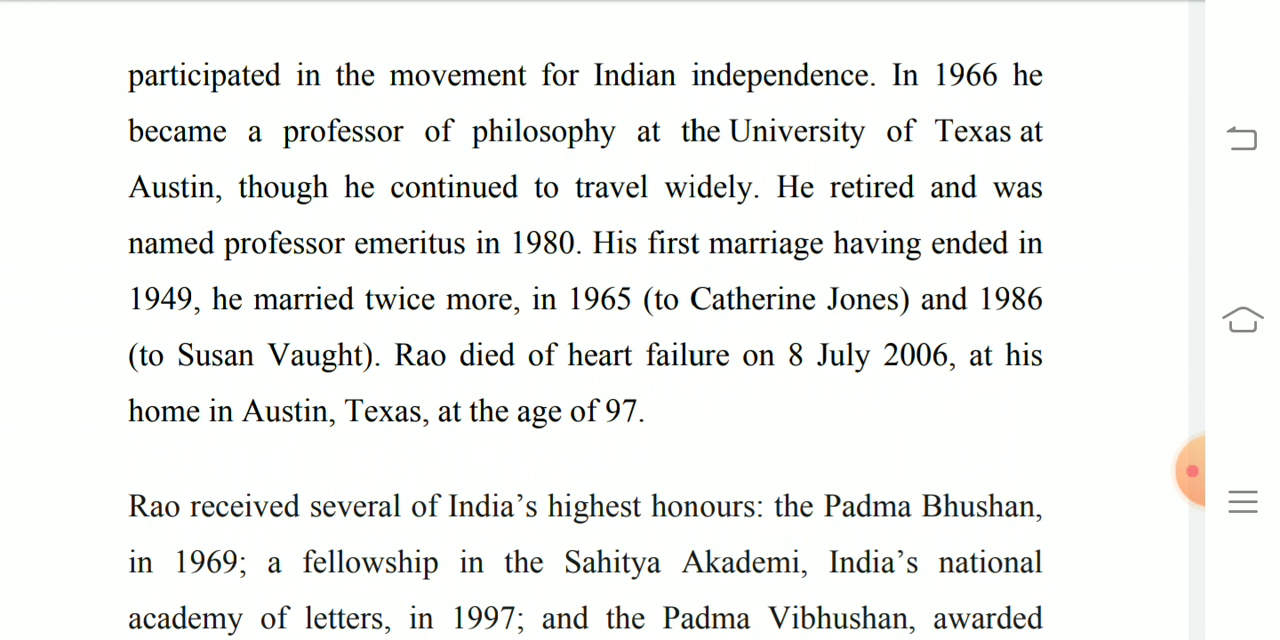 participated in the movement for Indian independence. In 1966 he
became a professor of philosophy at the University of Texas at
Austin, though he continued to travel widely. He retired and was
named professor emeritus in 1980. His first marriage having ended in
1949, he married twice more, in 1965 (to Catherine Jones) and 1986
(to Susan Vaught). Rao died of heart failure on 8 July 2006, at his
home in Austin, Texas, at the age of 97.
Rao received several of India’s highest honours: the Padma Bhushan,
in 1969; a fellowship in the Sahitya Akademi, India’s national
academy of letters, in 1997; and the Padma Vibhushan, awarded